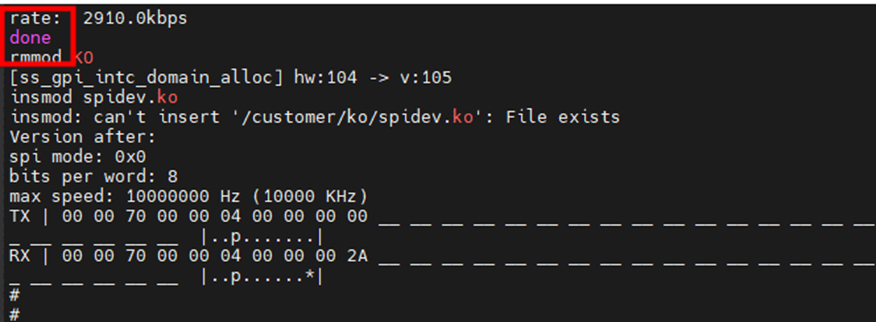 rate:  2910.0kbps
done
rmmod KO
[ss_gpi_intc_domain_alloc] hw:104 -> v:105
insmod spidev.ko
insmod: can't insert '/customer/ko/spidev.ko': File exists
Version after:
spi mode: 0x0
bits per word: 8
max speed: 10000000 Hz (10000 KHz)
TX | 00 00 70 00 00 04 00 00 00 00 __ __ __ __ __ __ __ __ __ __ __ __ __ __ __ __
_ __ __ __ __ __  |..p.......|
RX | 00 00 70 00 00 04 00 00 00 2A __ __ __ __ __ __ __ __ __ __ __ __ __ __ __ __
_ __ __ __ __ __  |..p......*|
#
#